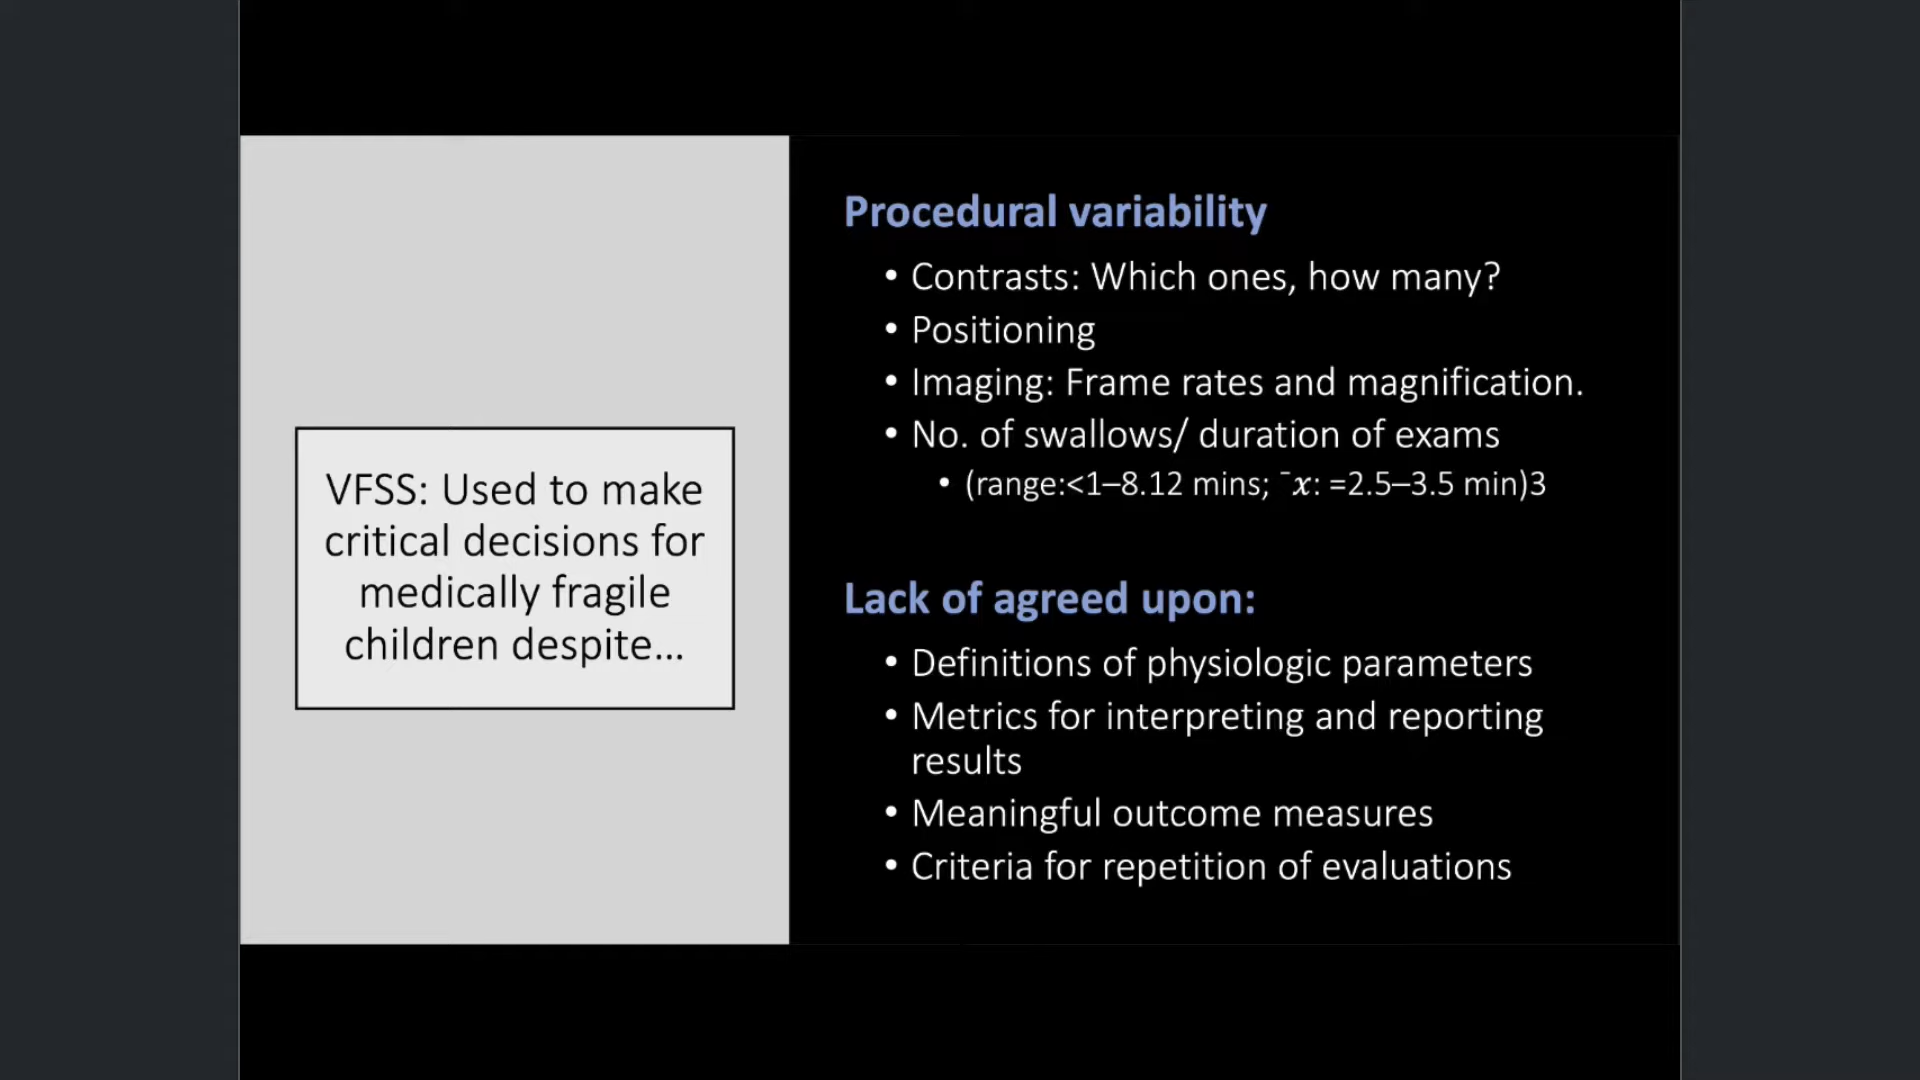 VFSS: Used to make
critical decisions for
medically fragile
children despite...
Procedural variability
• Contrasts: Which ones, how many?
• Positioning
• Imaging: Frame rates and magnification.
• No. of swallows/ duration of exams
• (range:<1–8.12 mins; ¯x: =2.5–3.5 min)3
Lack of agreed upon:
• Definitions of physiologic parameters
• Metrics for interpreting and reporting
results
• Meaningful outcome measures
• Criteria for repetition of evaluations